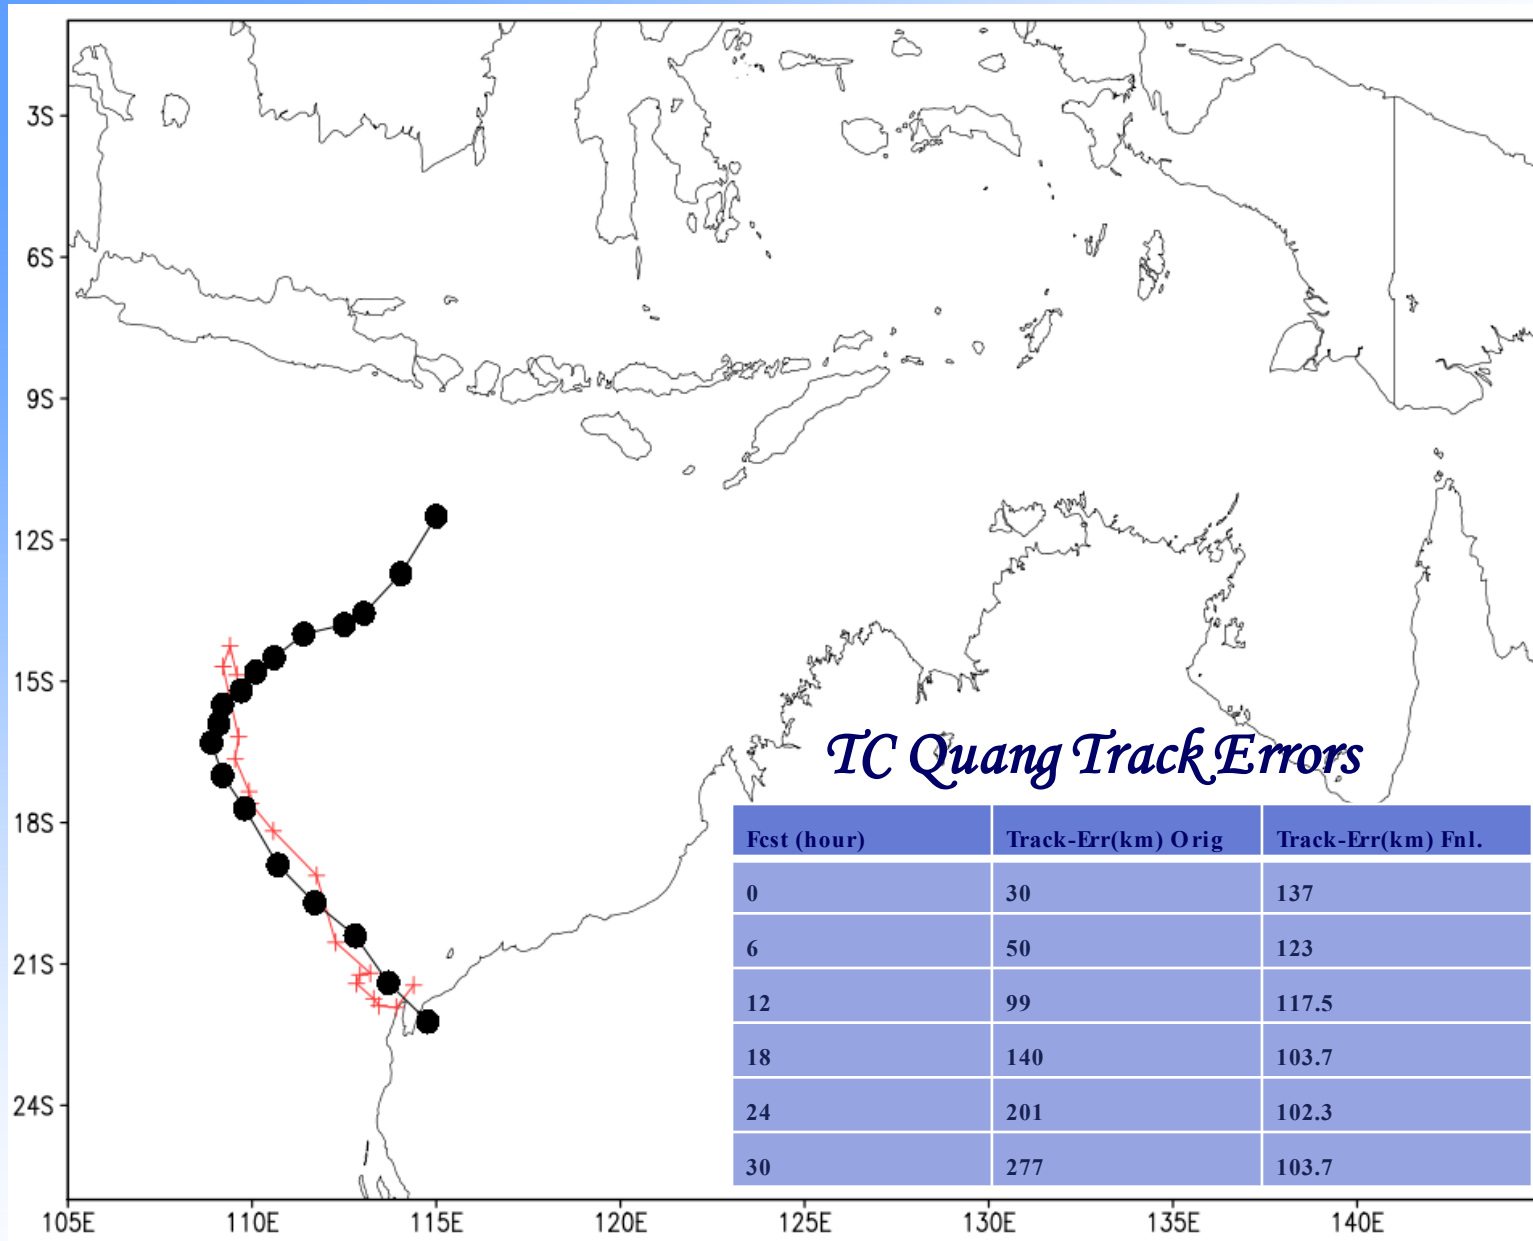 3S
6S
9S
12S
15S
18S
21S
24S
TC Quang Track Errors
Fcst (hour) Track-Err(km) Orig Track-Err(km) Fnl.
0 30 137
6 50 123
12 99 117.5
18 140 103.7
24 201 102.3
30 277 103.7
105E 110E 115E 120E 125E 130E 135E 140E